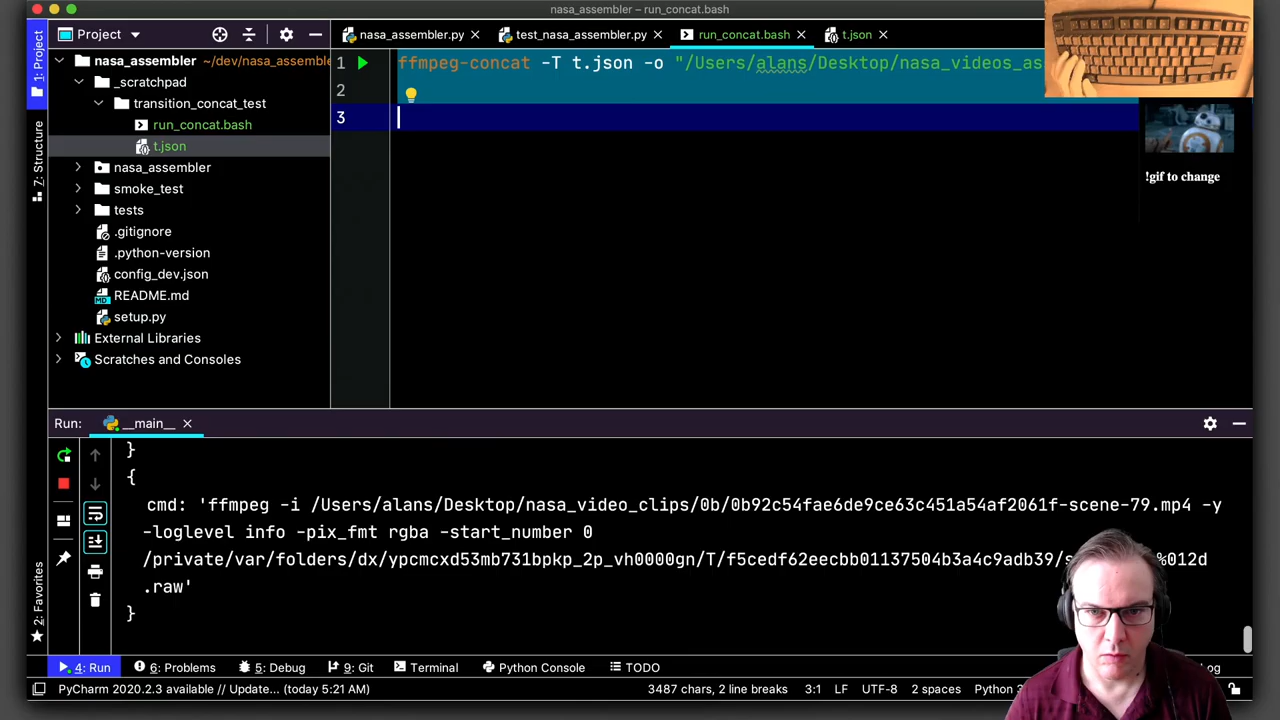 nasa_assembler – run_concat.bash
Project
nasa_assembler.py
test_nasa_assembler.py
run_concat.bash
t.json
1: Project
7: Structure
2: Favorites
nasa_assembler ~/dev/nasa_assemble
_scratchpad
transition_concat_test
run_concat.bash
t.json
nasa_assembler
smoke_test
tests
.gitignore
.python-version
config_dev.json
README.md
setup.py
External Libraries
Scratches and Consoles
1 ffmpeg-concat -T t.json -o "/Users/alans/Desktop/nasa_videos_as
2
3
!gif to change
Run: __main__
}
{
cmd: 'ffmpeg -i /Users/alans/Desktop/nasa_video_clips/0b/0b92c54fae6de9ce63c451a54af2061f-scene-79.mp4 -y
-loglevel info -pix_fmt rgba -start_number 0
/private/var/folders/dx/ypcmcxd53mb731bpkp_2p_vh0000gn/T/f5cedf62eecbb01137504b3a4c9adb39/s %012d
.raw'
}
4: Run 6: Problems 5: Debug 9: Git Terminal Python Console TODO
PyCharm 2020.2.3 available // Update... (today 5:21 AM) 3487 chars, 2 line breaks 3:1 LF UTF-8 2 spaces Python